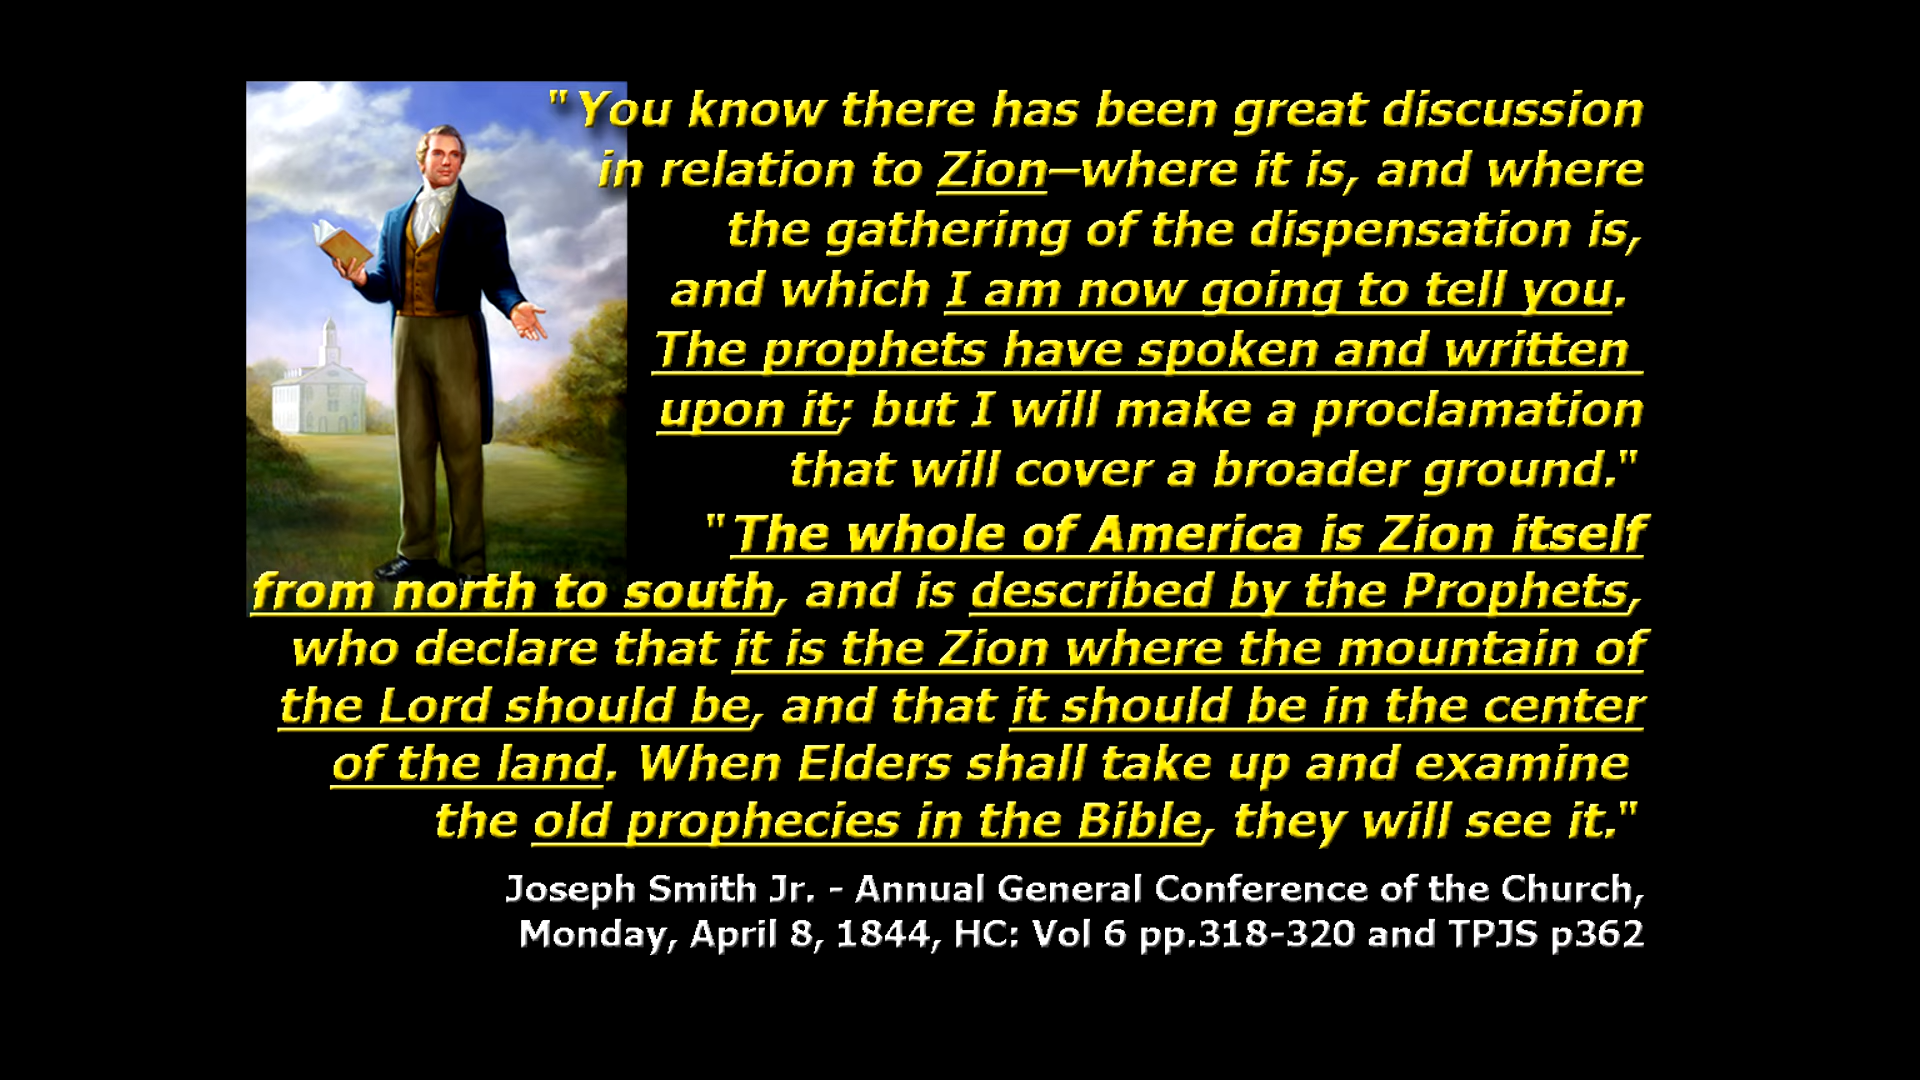 "You know there has been great discussion
in relation to Zion—where it is, and where
the gathering of the dispensation is,
and which I am now going to tell you.
The prophets have spoken and written
upon it; but I will make a proclamation
that will cover a broader ground."
"The whole of America is Zion itself
from north to south, and is described by the Prophets,
who declare that it is the Zion where the mountain of
the Lord should be, and that it should be in the center
of the land. When Elders shall take up and examine
the old prophecies in the Bible, they will see it."
Joseph Smith Jr. - Annual General Conference of the Church,
Monday, April 8, 1844, HC: Vol 6 pp.318-320 and TPJS p362